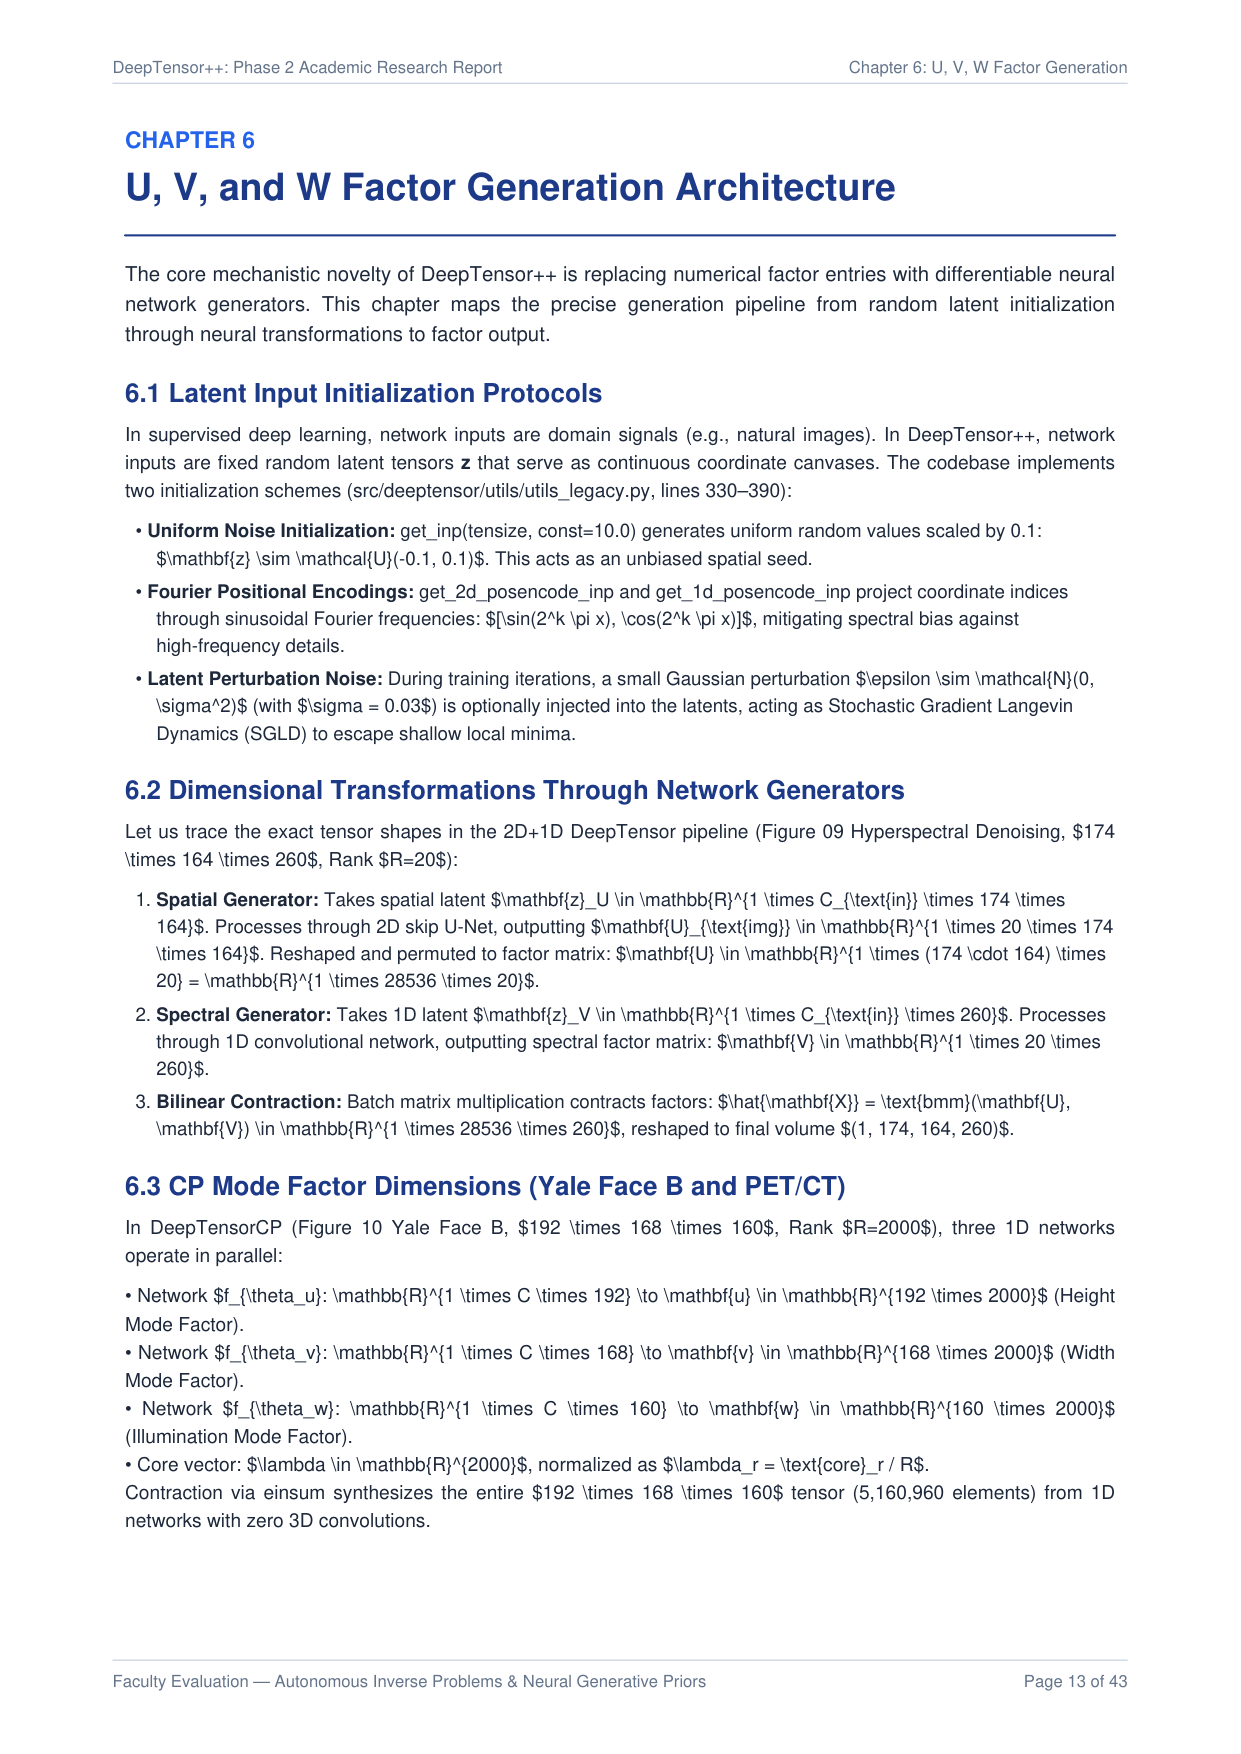 DeepTensor++: Phase 2 Academic Research Report
Chapter 6: U, V, W Factor Generation
CHAPTER 6
U, V, and W Factor Generation Architecture
The core mechanistic novelty of DeepTensor++ is replacing numerical factor entries with differentiable neural
network generators. This chapter maps the precise generation pipeline from random latent initialization
through neural transformations to factor output.
6.1 Latent Input Initialization Protocols
In supervised deep learning, network inputs are domain signals (e.g., natural images). In DeepTensor++, network
inputs are fixed random latent tensors z that serve as continuous coordinate canvases. The codebase implements
two initialization schemes (src/deeptensor/utils/utils_legacy.py, lines 330–390):
• Uniform Noise Initialization: get_inp(tensize, const=10.0) generates uniform random values scaled by 0.1:
$\mathbf{z} \sim \mathcal{U}(-0.1, 0.1)$. This acts as an unbiased spatial seed.
• Fourier Positional Encodings: get_2d_posencode_inp and get_1d_posencode_inp project coordinate indices
through sinusoidal Fourier frequencies: $[\sin(2^k \pi x), \cos(2^k \pi x)]$, mitigating spectral bias against
high-frequency details.
• Latent Perturbation Noise: During training iterations, a small Gaussian perturbation $\epsilon \sim \mathcal{N}(0,
\sigma^2)$ (with $\sigma = 0.03$) is optionally injected into the latents, acting as Stochastic Gradient Langevin
Dynamics (SGLD) to escape shallow local minima.
6.2 Dimensional Transformations Through Network Generators
Let us trace the exact tensor shapes in the 2D+1D DeepTensor pipeline (Figure 09 Hyperspectral Denoising, $174
\times 164 \times 260$, Rank $R=20$):
1. Spatial Generator: Takes spatial latent $\mathbf{z}_U \in \mathbb{R}^{1 \times C_{\text{in}} \times 174 \times
164}$. Processes through 2D skip U-Net, outputting $\mathbf{U}_{\text{img}} \in \mathbb{R}^{1 \times 20 \times 174
\times 164}$. Reshaped and permuted to factor matrix: $\mathbf{U} \in \mathbb{R}^{1 \times (174 \cdot 164) \times
20} = \mathbb{R}^{1 \times 28536 \times 20}$.
2. Spectral Generator: Takes 1D latent $\mathbf{z}_V \in \mathbb{R}^{1 \times C_{\text{in}} \times 260}$. Processes
through 1D convolutional network, outputting spectral factor matrix: $\mathbf{V} \in \mathbb{R}^{1 \times 20 \times
260}$.
3. Bilinear Contraction: Batch matrix multiplication contracts factors: $\hat{\mathbf{X}} = \text{bmm}(\mathbf{U},
\mathbf{V}) \in \mathbb{R}^{1 \times 28536 \times 260}$, reshaped to final volume $(1, 174, 164, 260)$.
6.3 CP Mode Factor Dimensions (Yale Face B and PET/CT)
In DeepTensorCP (Figure 10 Yale Face B, $192 \times 168 \times 160$, Rank $R=2000$), three 1D networks
operate in parallel:
• Network $f_{\theta_u}: \mathbb{R}^{1 \times C \times 192} \to \mathbf{u} \in \mathbb{R}^{192 \times 2000}$ (Height
Mode Factor).
• Network $f_{\theta_v}: \mathbb{R}^{1 \times C \times 168} \to \mathbf{v} \in \mathbb{R}^{168 \times 2000}$ (Width
Mode Factor).
• Network $f_{\theta_w}: \mathbb{R}^{1 \times C \times 160} \to \mathbf{w} \in \mathbb{R}^{160 \times 2000}$
(Illumination Mode Factor).
• Core vector: $\lambda \in \mathbb{R}^{2000}$, normalized as $\lambda_r = \text{core}_r / R$.
Contraction via einsum synthesizes the entire $192 \times 168 \times 160$ tensor (5,160,960 elements) from 1D
networks with zero 3D convolutions.
Faculty Evaluation — Autonomous Inverse Problems & Neural Generative Priors
Page 13 of 43